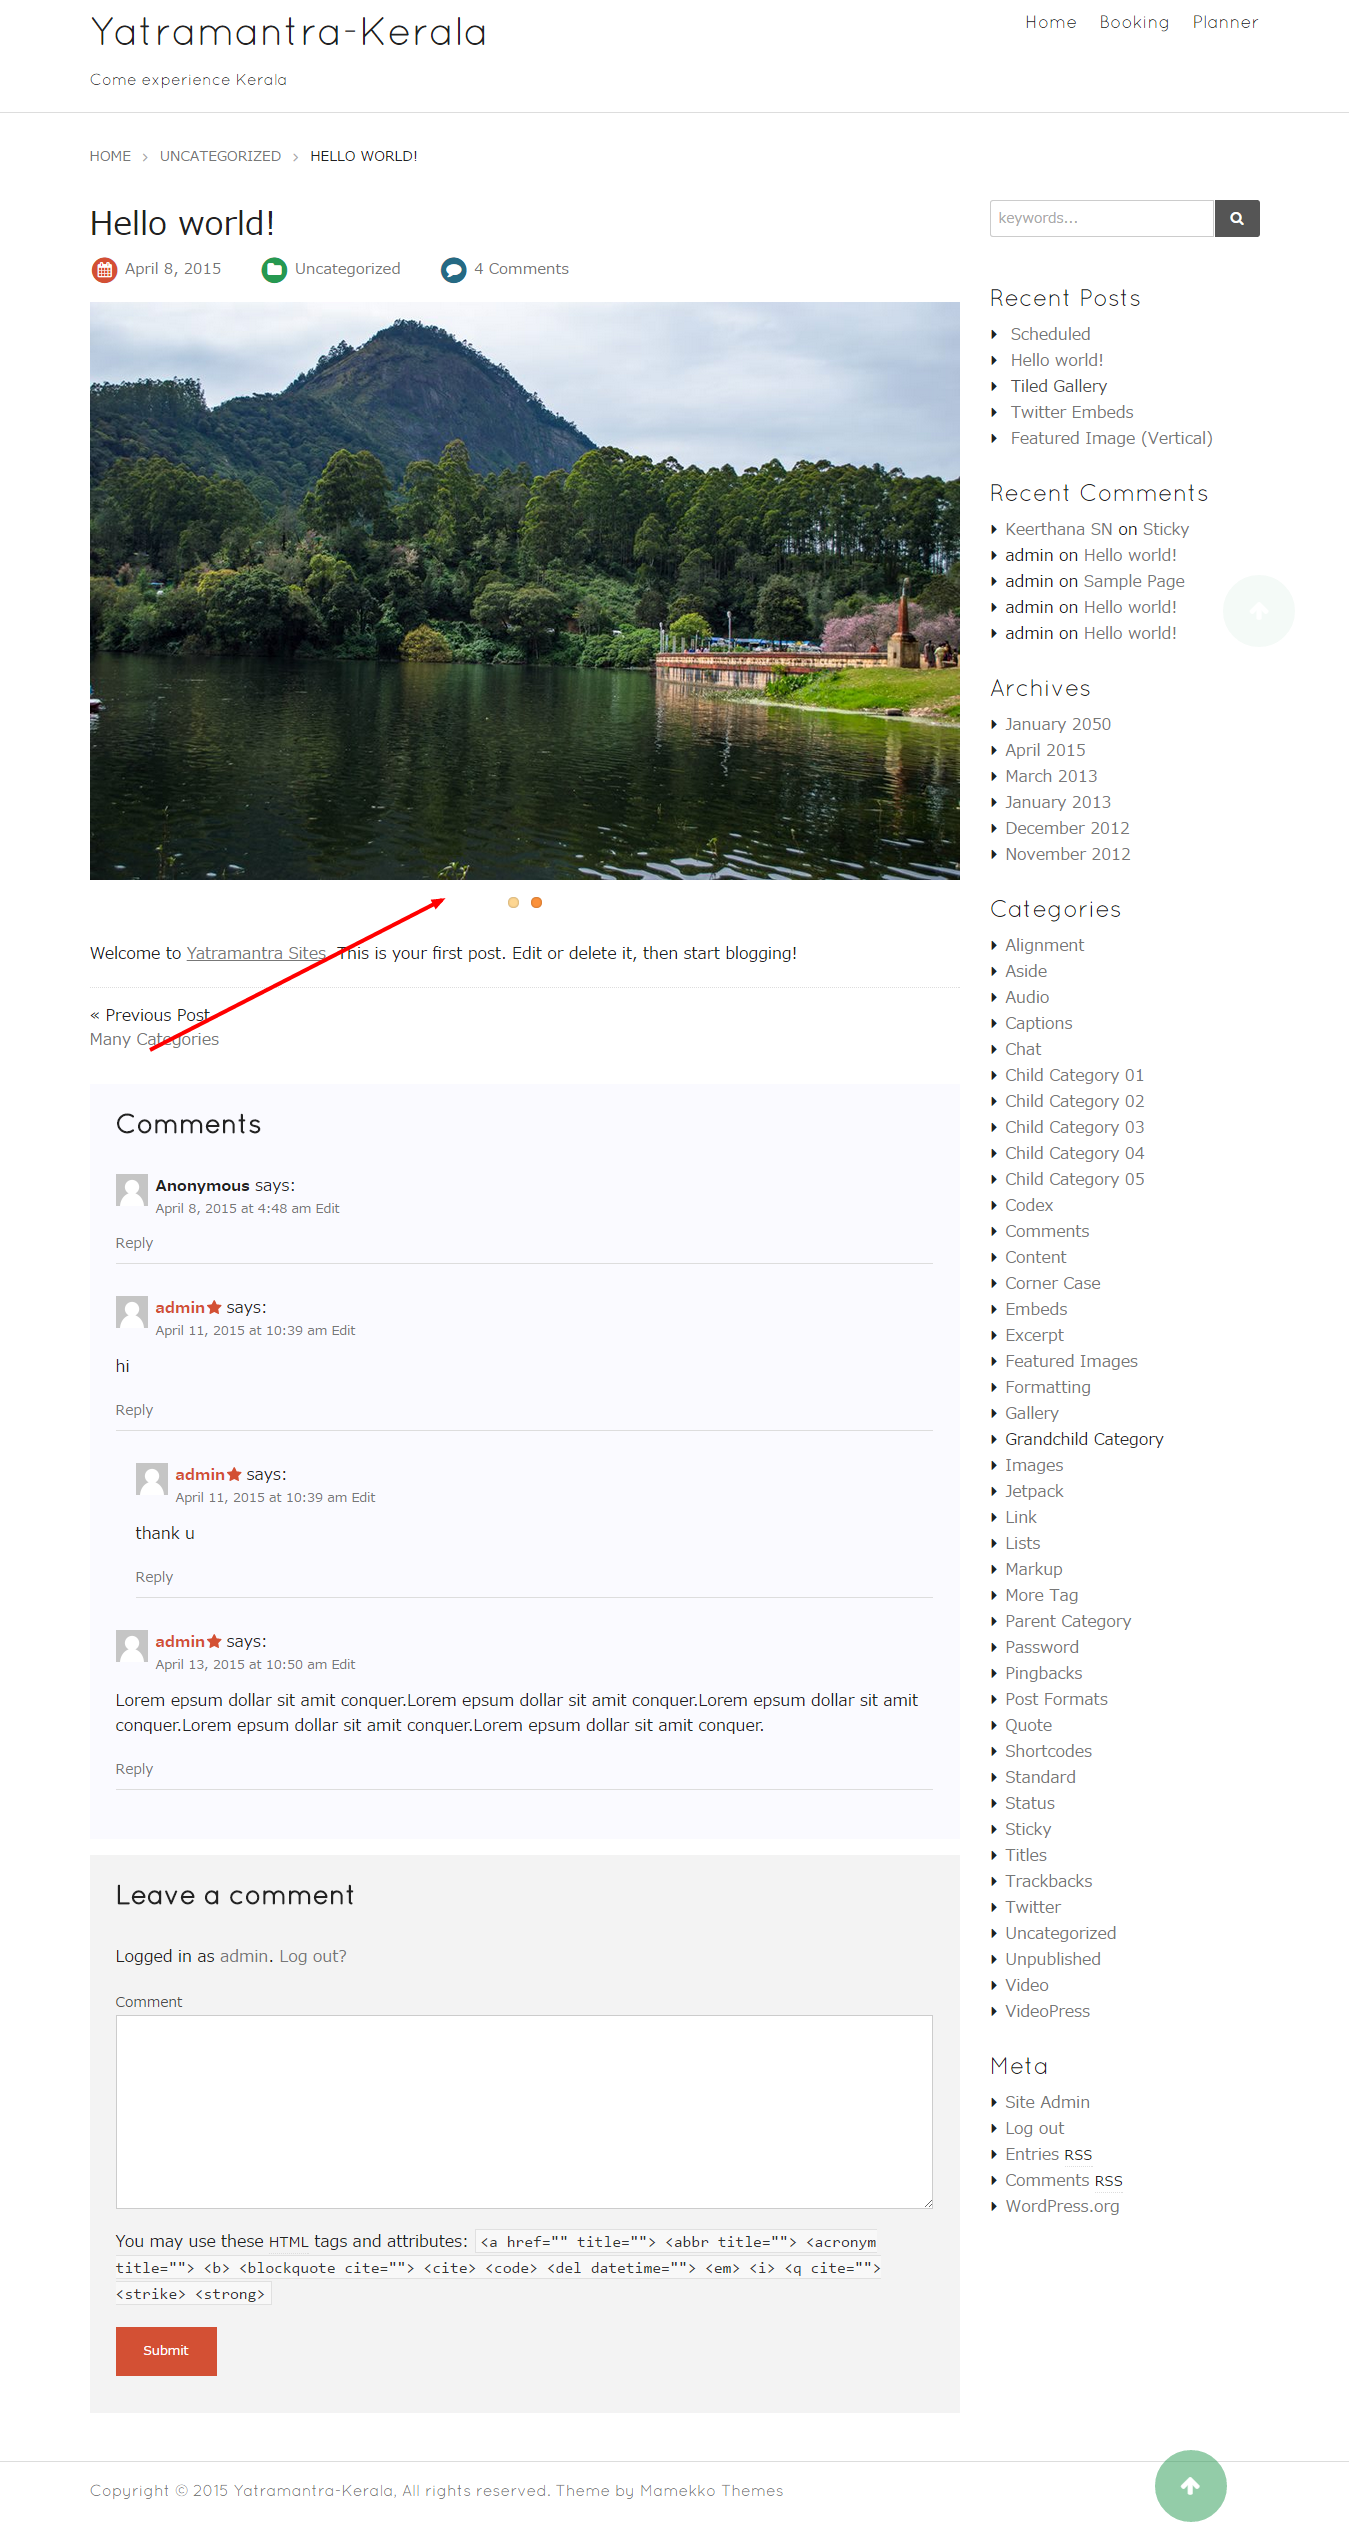 Yatramantra-Kerala
Home Booking Planner
Come experience Kerala
HOME > UNCATEGORIZED > HELLO WORLD!
Hello world!
April 8, 2015 Uncategorized 4 Comments
Welcome to Yatramantra Sites. This is your first post. Edit or delete it, then start blogging!
« Previous Post
Many Categories
Comments
Anonymous says:
April 8, 2015 at 4:48 am Edit
Reply
admin says:
April 11, 2015 at 10:39 am Edit
hi
Reply
admin says:
April 11, 2015 at 10:39 am Edit
thank u
Reply
admin says:
April 13, 2015 at 10:50 am Edit
Lorem epsum dollar sit amit conquer.Lorem epsum dollar sit amit conquer.Lorem epsum dollar sit amit
conquer.Lorem epsum dollar sit amit conquer.Lorem epsum dollar sit amit conquer.
Reply
Leave a comment
Logged in as admin. Log out?
Comment
You may use these HTML tags and attributes: <a href="" title=""> <abbr title=""> <acronym
title=""> <b> <blockquote cite=""> <cite> <code> <del datetime=""> <em> <i> <q cite="">
<strike> <strong>
Submit
keywords...
Recent Posts
Scheduled
Hello world!
Tiled Gallery
Twitter Embeds
Featured Image (Vertical)
Recent Comments
Keerthana SN on Sticky
admin on Hello world!
admin on Sample Page
admin on Hello world!
admin on Hello world!
Archives
January 2050
April 2015
March 2013
January 2013
December 2012
November 2012
Categories
Alignment
Aside
Audio
Captions
Chat
Child Category 01
Child Category 02
Child Category 03
Child Category 04
Child Category 05
Codex
Comments
Content
Corner Case
Embeds
Excerpt
Featured Images
Formatting
Gallery
Grandchild Category
Images
Jetpack
Link
Lists
Markup
More Tag
Parent Category
Password
Pingbacks
Post Formats
Quote
Shortcodes
Standard
Status
Sticky
Titles
Trackbacks
Twitter
Uncategorized
Unpublished
Video
VideoPress
Meta
Site Admin
Log out
Entries RSS
Comments RSS
WordPress.org
Copyright © 2015 Yatramantra-Kerala, All rights reserved. Theme by Mamekko Themes